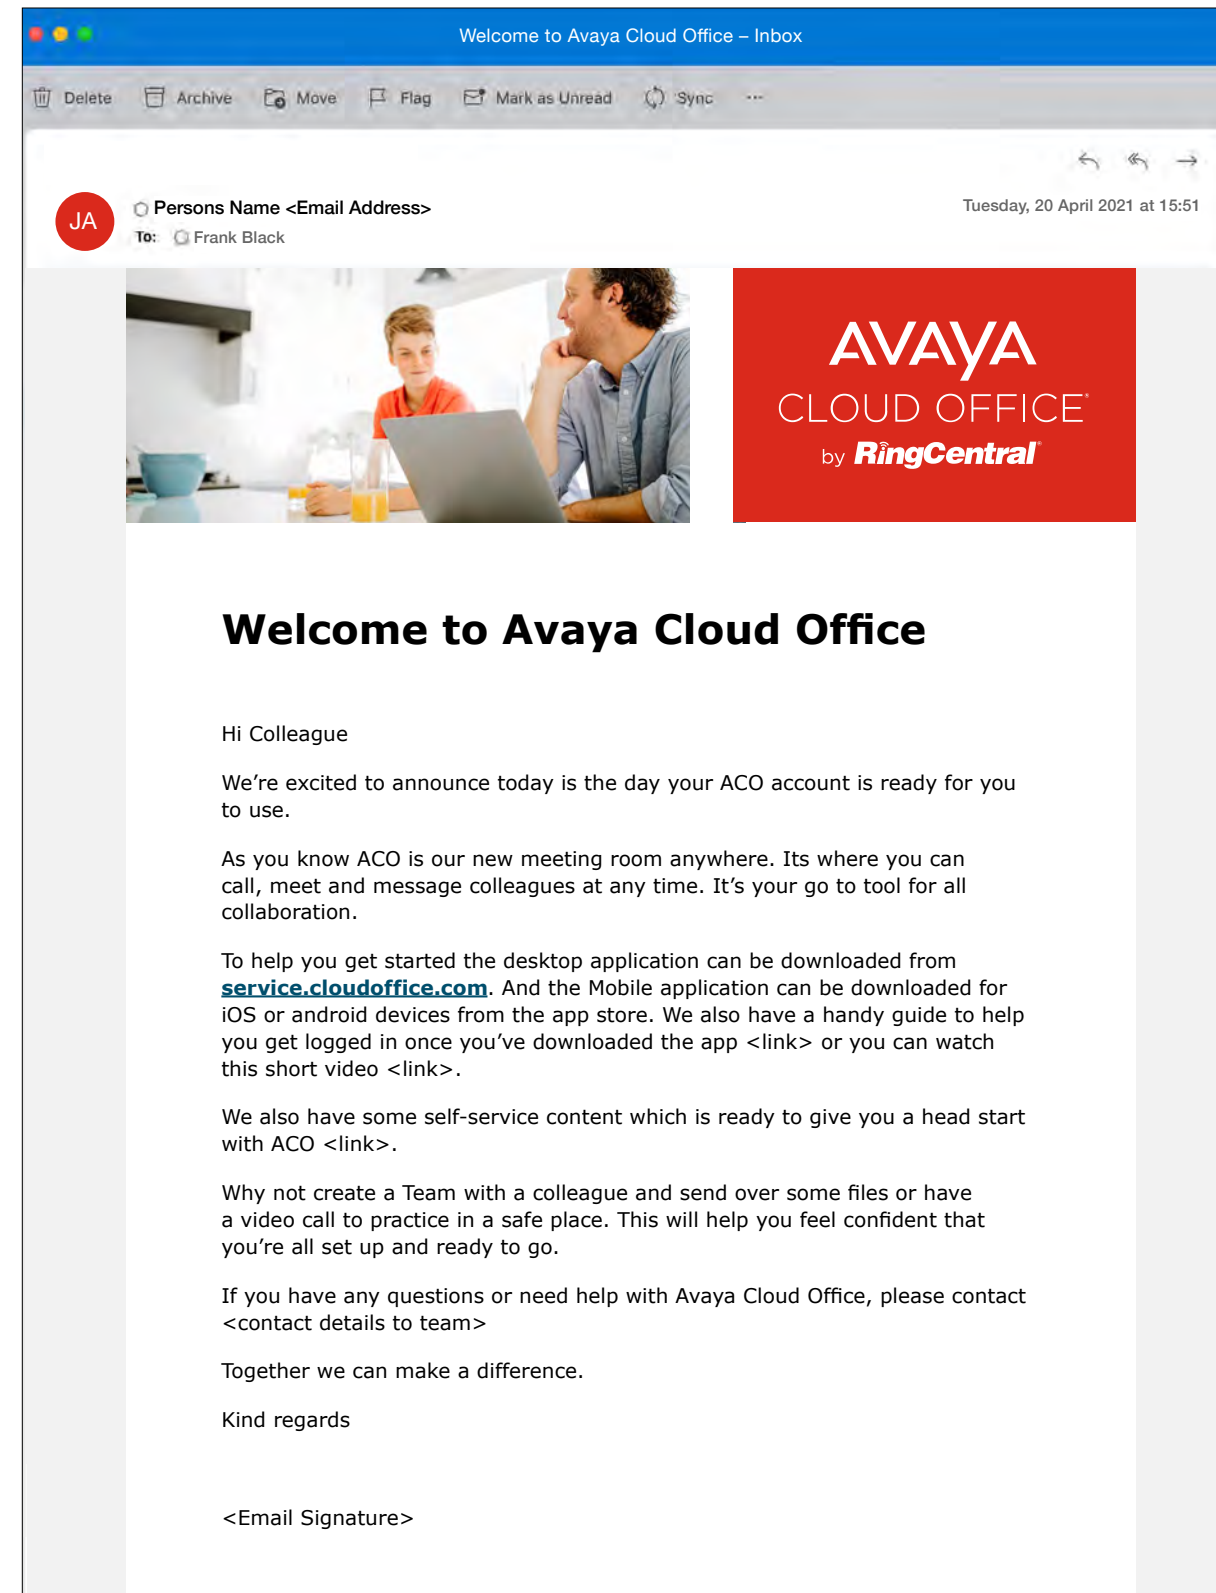 Welcome to Avaya Cloud Office – Inbox
Delete Archive Move Flag Mark as Unread Sync ···
JA
Persons Name <Email Address>
Tuesday, 20 April 2021 at 15:51
To: Frank Black
AVAYA
CLOUD OFFICE®
by RingCentral®
Welcome to Avaya Cloud Office
Hi Colleague
We’re excited to announce today is the day your ACO account is ready for you
to use.
As you know ACO is our new meeting room anywhere. Its where you can
call, meet and message colleagues at any time. It’s your go to tool for all
collaboration.
To help you get started the desktop application can be downloaded from
service.cloudoffice.com. And the Mobile application can be downloaded for
iOS or android devices from the app store. We also have a handy guide to help
you get logged in once you’ve downloaded the app <link> or you can watch
this short video <link>.
We also have some self-service content which is ready to give you a head start
with ACO <link>.
Why not create a Team with a colleague and send over some files or have
a video call to practice in a safe place. This will help you feel confident that
you’re all set up and ready to go.
If you have any questions or need help with Avaya Cloud Office, please contact
<contact details to team>
Together we can make a difference.
Kind regards
<Email Signature>